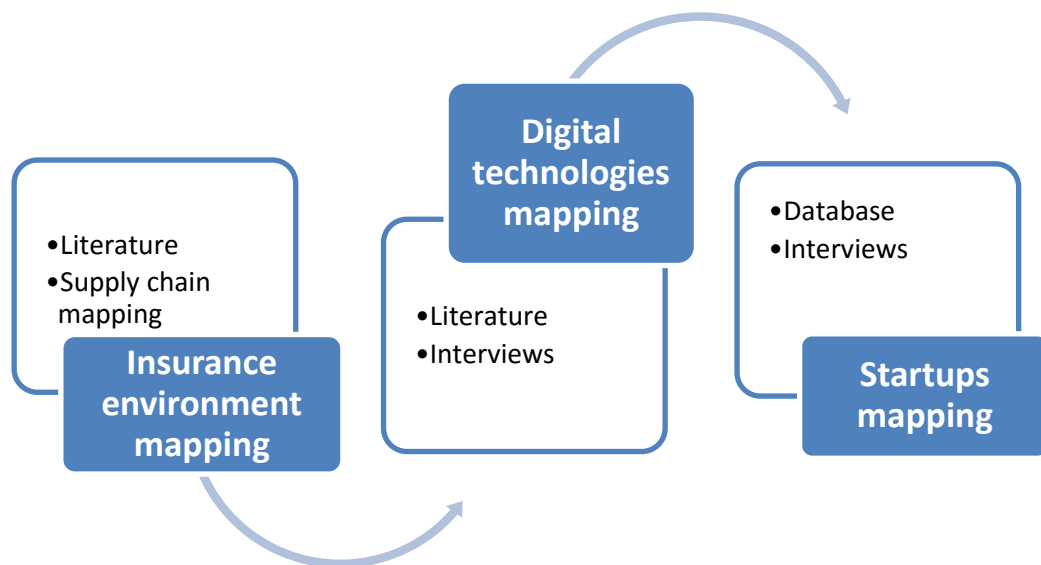 •Literature
•Supply chain
mapping
Insurance
environment
mapping
Digital
technologies
mapping
•Literature
•Interviews
•Database
•Interviews
Startups
mapping